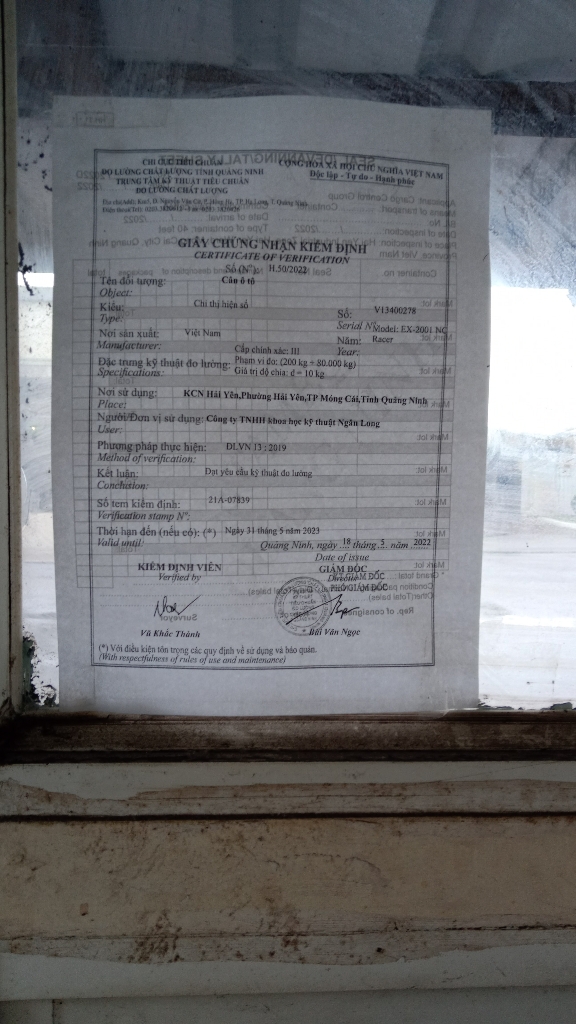 CHI CỤC TIÊU CHUẨN
ĐO LƯỜNG CHẤT LƯỢNG TỈNH QUẢNG NINH
TRUNG TÂM KỸ THUẬT TIÊU CHUẨN
ĐO LƯỜNG CHẤT LƯỢNG
CỘNG HÒA XÃ HỘI CHỦ NGHĨA VIỆT NAM
Độc lập - Tự do - Hạnh phúc
GIẤY CHỨNG NHẬN KIỂM ĐỊNH
CERTIFICATE OF VERIFICATION
Số (Nº): H.50/2022
Tên đối tượng: Cân ô tô
Object:
Kiểu: Chỉ thị hiện số
Type:
Số: V13400278
Serial Nº: Model: EX-2001 NC
Nơi sản xuất: Việt Nam
Manufacturer:
Năm: Racer
Year:
Đặc trưng kỹ thuật đo lường:
Specifications:
Cấp chính xác: III
Phạm vi đo: (200 kg ÷ 80.000 kg)
Giá trị độ chia: d = 10 kg
Nơi sử dụng: KCN Hải Yên,Phường Hải Yên,TP Móng Cái,Tỉnh Quảng Ninh
Place:
Người/Đơn vị sử dụng: Công ty TNHH khoa học kỹ thuật Ngân Long
User:
Phương pháp thực hiện: ĐLVN 13 : 2019
Method of verification:
Kết luận: Đạt yêu cầu kỹ thuật đo lường
Conclusion:
Số tem kiểm định: 21A-07839
Verification stamp Nº:
Thời hạn đến (nếu có): (*) Ngày 31 tháng 5 năm 2023
Valid until:
Quảng Ninh, ngày 18 tháng 5 năm 2022
Date of issue
KIỂM ĐỊNH VIÊN
Verified by
GIÁM ĐỐC
Director
KT.GIÁM ĐỐC
PHÓ GIÁM ĐỐC
Vũ Khắc Thành
Bùi Văn Ngọc
(*) Với điều kiện tôn trọng các quy định về sử dụng và bảo quản.
(With respectfulness of rules of use and maintenance)